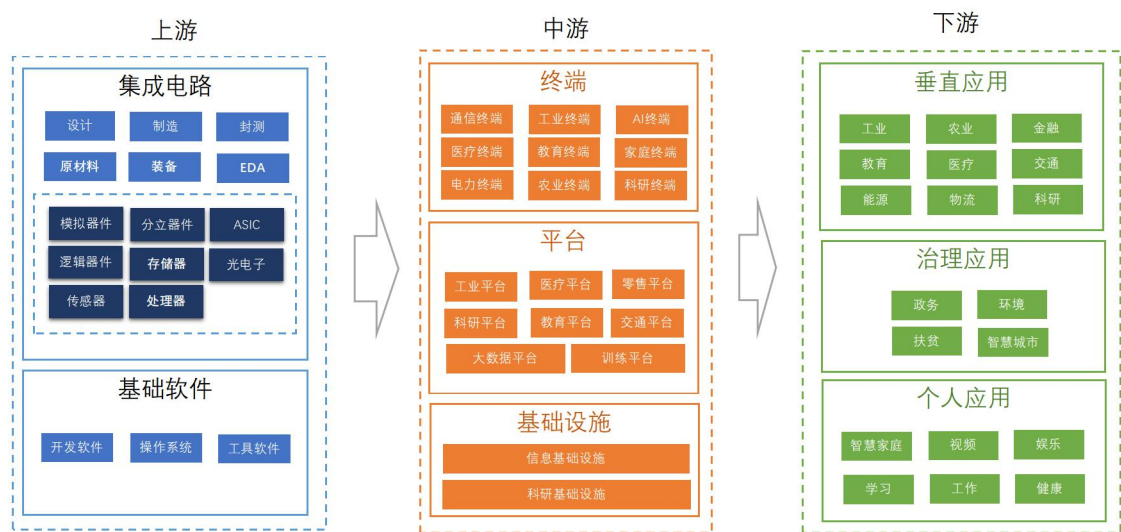 上游
集成电路
设计 制造 封测
原材料 装备 EDA
模拟器件 分立器件 ASIC
逻辑器件 存储器 光电子
传感器 处理器
基础软件
开发软件 操作系统 工具软件
中游
终端
通信终端 工业终端 AI终端
医疗终端 教育终端 家庭终端
电力终端 农业终端 科研终端
平台
工业平台 医疗平台 零售平台
科研平台 教育平台 交通平台
大数据平台 训练平台
基础设施
信息基础设施
科研基础设施
下游
垂直应用
工业 农业 金融
教育 医疗 交通
能源 物流 科研
治理应用
政务 环境
扶贫 智慧城市
个人应用
智慧家庭 视频 娱乐
学习 工作 健康